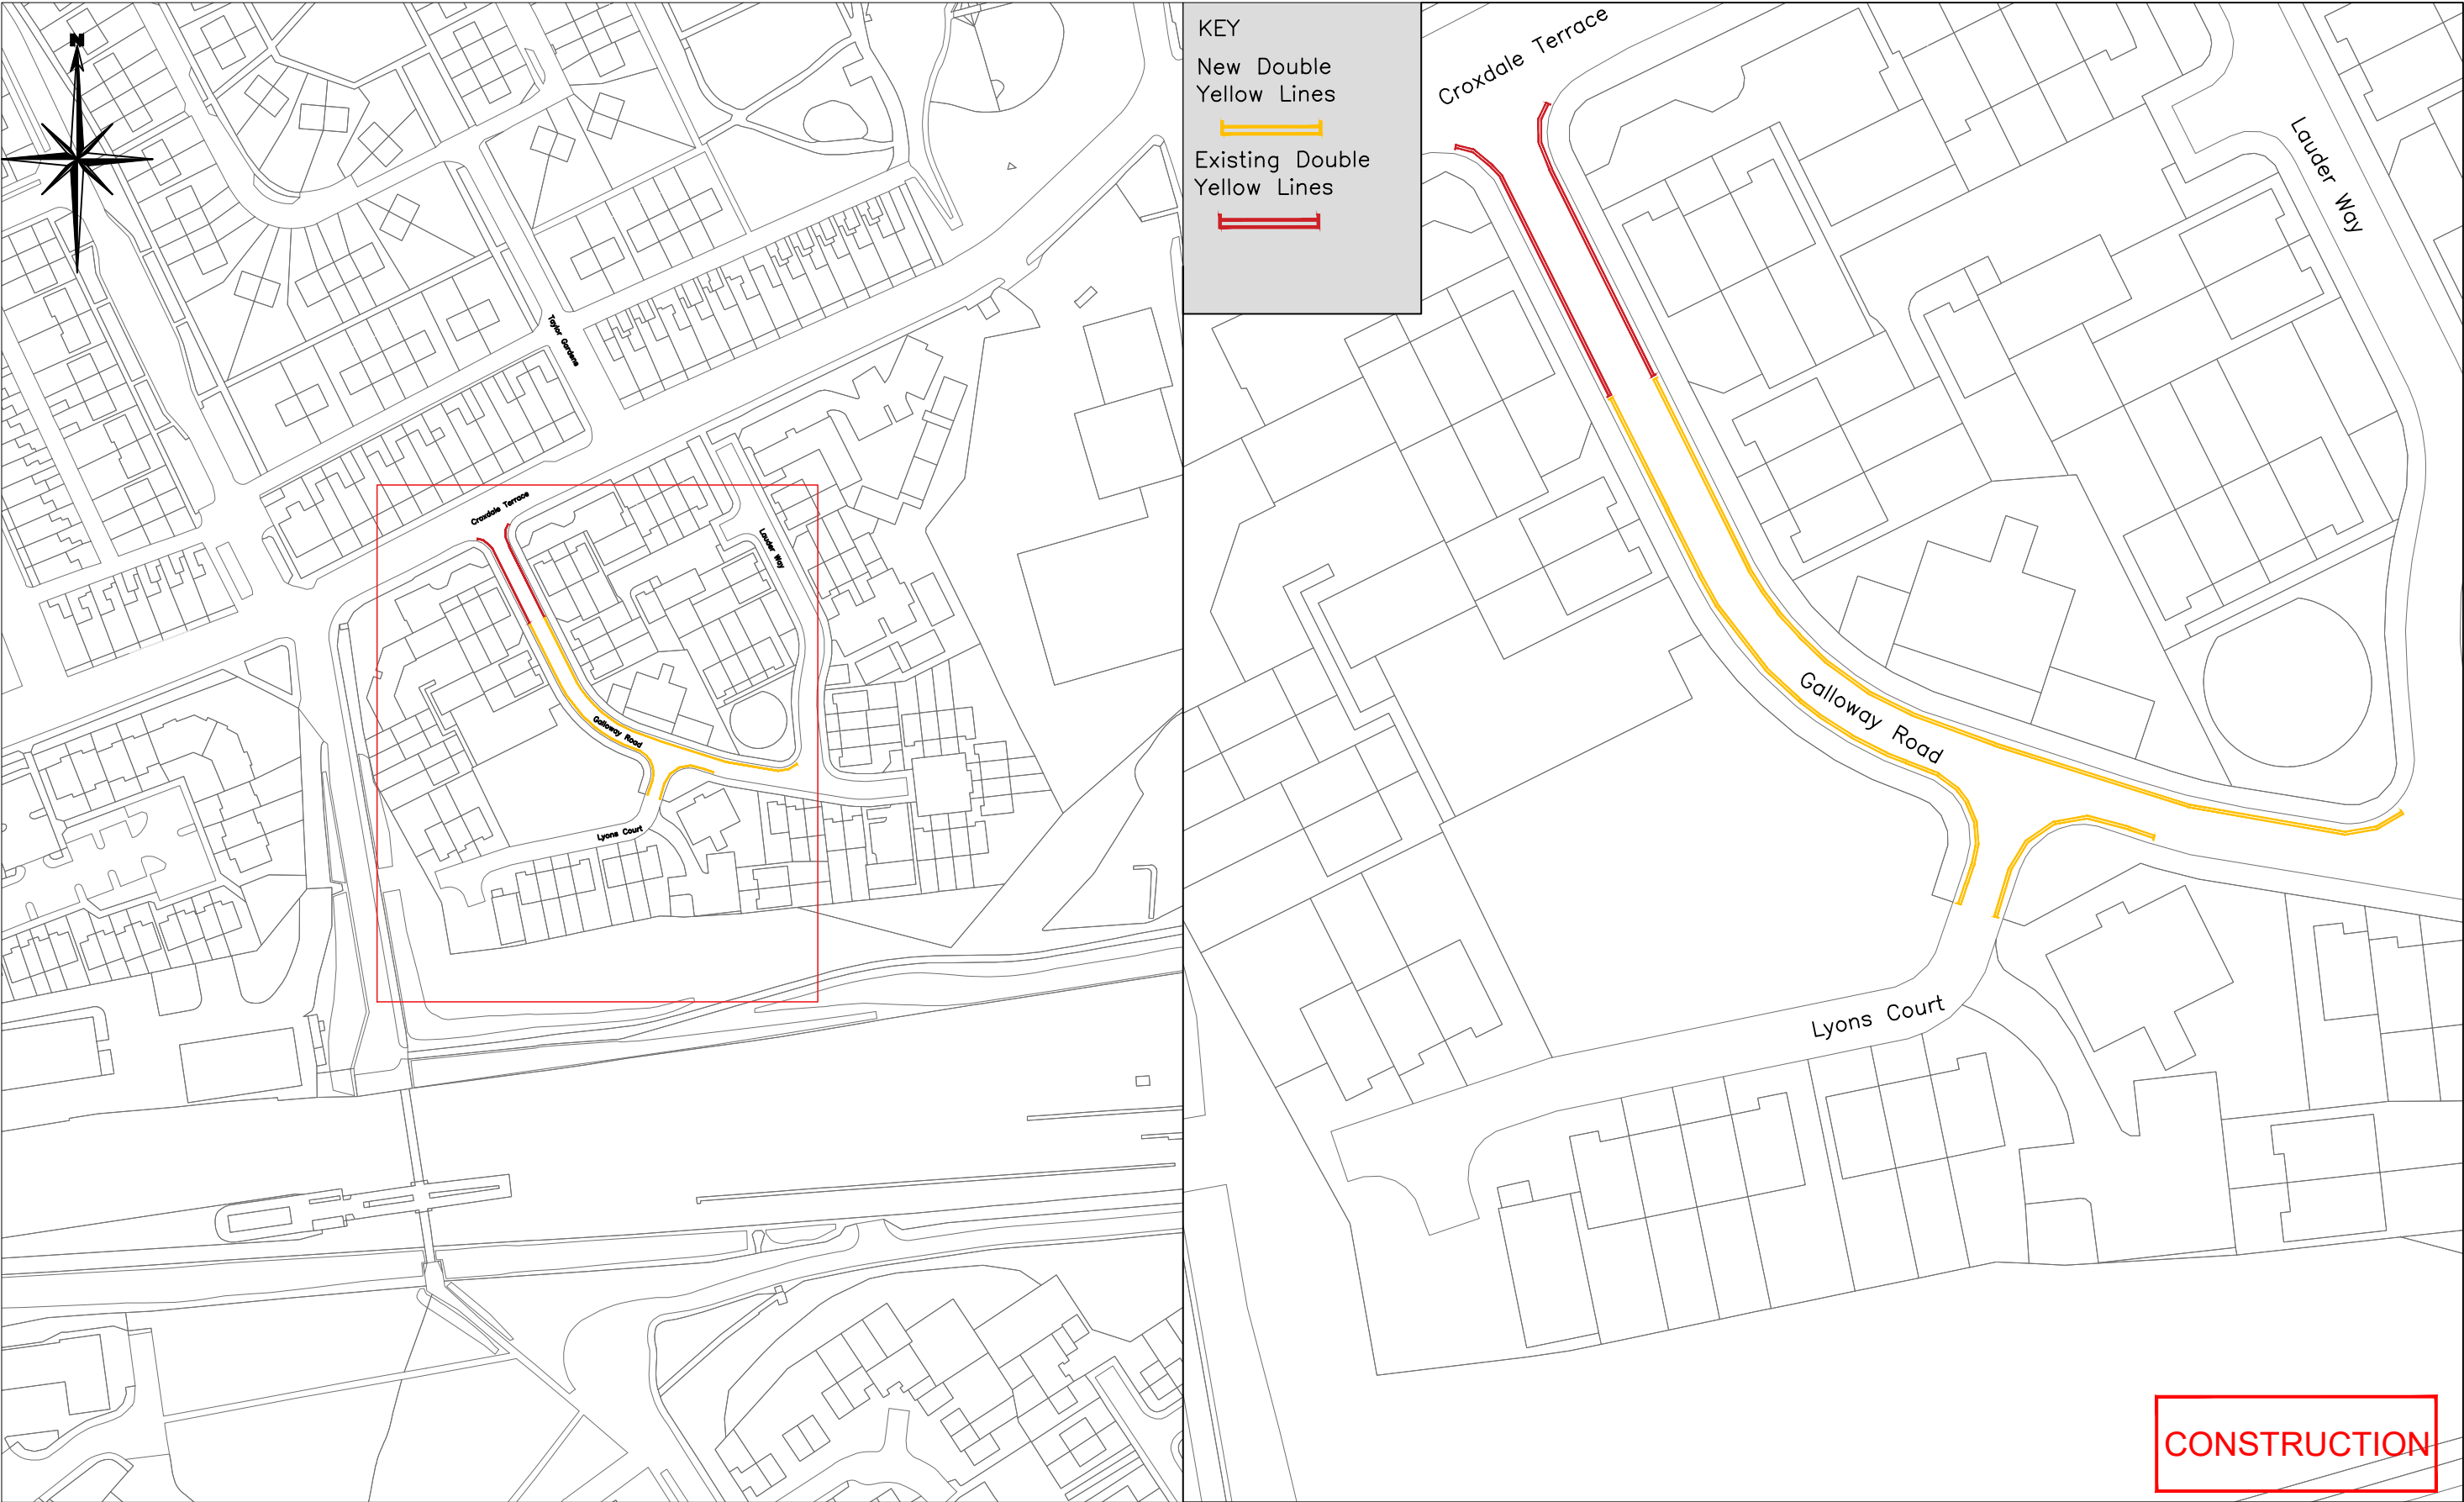 N
Taylor Gardens
Croxdale Terrace
Lauder Way
Galloway Road
Lyons Court
KEY
New Double
Yellow Lines
Existing Double
Yellow Lines
Croxdale Terrace
Lauder Way
Galloway Road
Lyons Court
CONSTRUCTION